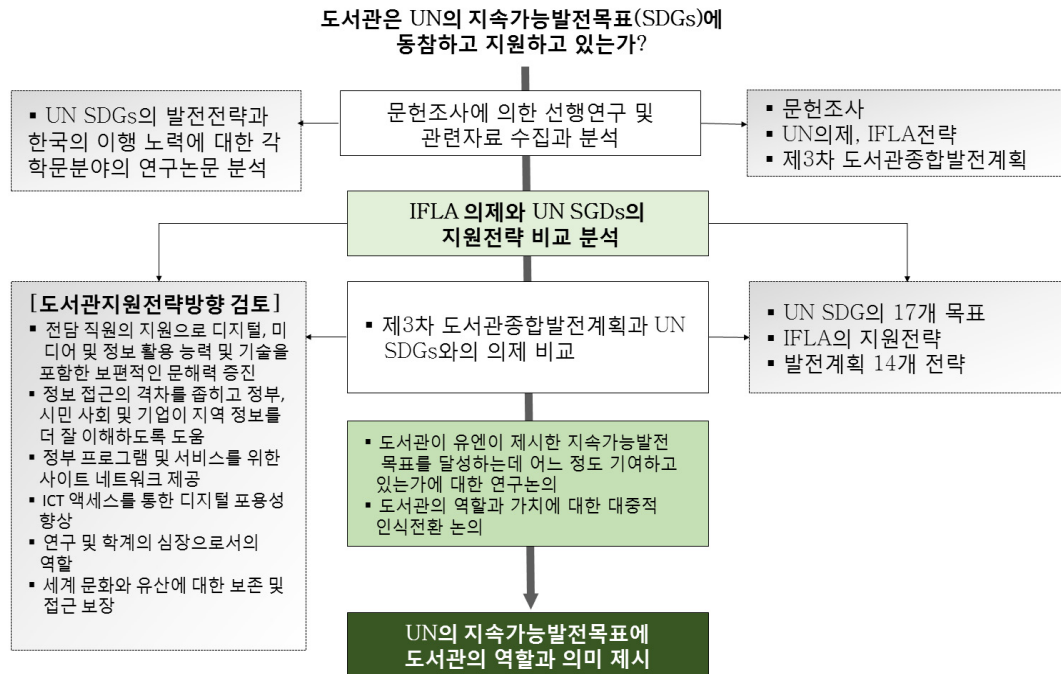 도서관은 UN의 지속가능발전목표(SDGs)에
동참하고 지원하고 있는가?
▪ UN SDGs의 발전전략과
한국의 이행 노력에 대한 각
학문분야의 연구논문 분석
문헌조사에 의한 선행연구 및
관련자료 수집과 분석
▪ 문헌조사
▪ UN의제, IFLA전략
▪ 제3차 도서관종합발전계획
IFLA 의제와 UN SGDs의
지원전략 비교 분석
[도서관지원전략방향 검토]
▪ 전담 직원의 지원으로 디지털, 미
디어 및 정보 활용 능력 및 기술을
포함한 보편적인 문해력 증진
▪ 정보 접근의 격차를 좁히고 정부,
시민 사회 및 기업이 지역 정보를
더 잘 이해하도록 도움
▪ 정부 프로그램 및 서비스를 위한
사이트 네트워크 제공
▪ ICT 액세스를 통한 디지털 포용성
향상
▪ 연구 및 학계의 심장으로서의
역할
▪ 세계 문화와 유산에 대한 보존 및
접근 보장
▪ 제3차 도서관종합발전계획과 UN
SDGs와의 의제 비교
▪ UN SDG의 17개 목표
▪ IFLA의 지원전략
▪ 발전계획 14개 전략
▪ 도서관이 유엔이 제시한 지속가능발전
목표를 달성하는데 어느 정도 기여하고
있는가에 대한 연구논의
▪ 도서관의 역할과 가치에 대한 대중적
인식전환 논의
UN의 지속가능발전목표에
도서관의 역할과 의미 제시